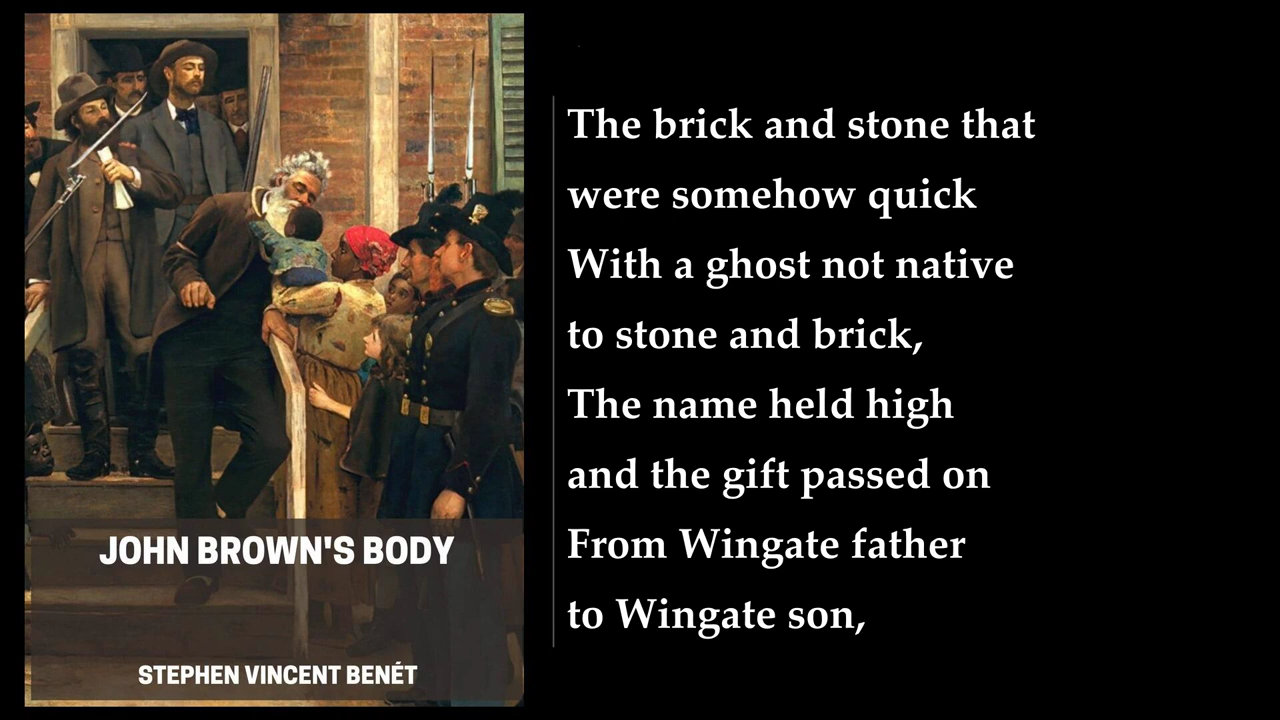 JOHN BROWN'S BODY
STEPHEN VINCENT BENÉT
The brick and stone that
were somehow quick
With a ghost not native
to stone and brick,
The name held high
and the gift passed on
From Wingate father
to Wingate son,